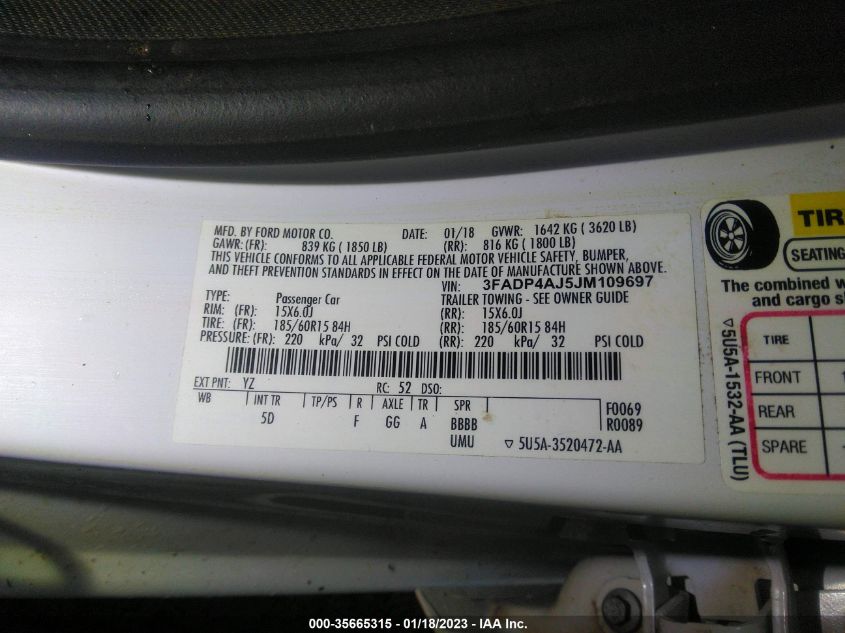 MFD. BY FORD MOTOR CO. DATE: 01/18 GVWR: 1642 KG ( 3620 LB)
GAWR: (FR): 839 KG ( 1850 LB) (RR): 816 KG ( 1800 LB)
THIS VEHICLE CONFORMS TO ALL APPLICABLE FEDERAL MOTOR VEHICLE SAFETY, BUMPER,
AND THEFT PREVENTION STANDARDS IN EFFECT ON THE DATE OF MANUFACTURE SHOWN ABOVE.
VIN: 3FADP4AJ5JM109697
TYPE: Passenger Car TRAILER TOWING - SEE OWNER GUIDE
RIM: (FR): 15X6.0J (RR): 15X6.0J
TIRE: (FR): 185/60R15 84H (RR): 185/60R15 84H
PRESSURE: (FR): 220 kPa/ 32 PSI COLD (RR): 220 kPa/ 32 PSI COLD
EXT PNT: YZ RC: 52 DSO:
WB INT TR TP/PS R AXLE TR SPR F0069
5D F GG A BBBB R0089
UMU ▽ 5U5A-3520472-AA
TIR
SEATING
The combined w
and cargo s
TIRE
FRONT
REAR
SPARE
▽ 5U5A-1532-AA (TLU)
000-35665315 - 01/18/2023 - IAA Inc.